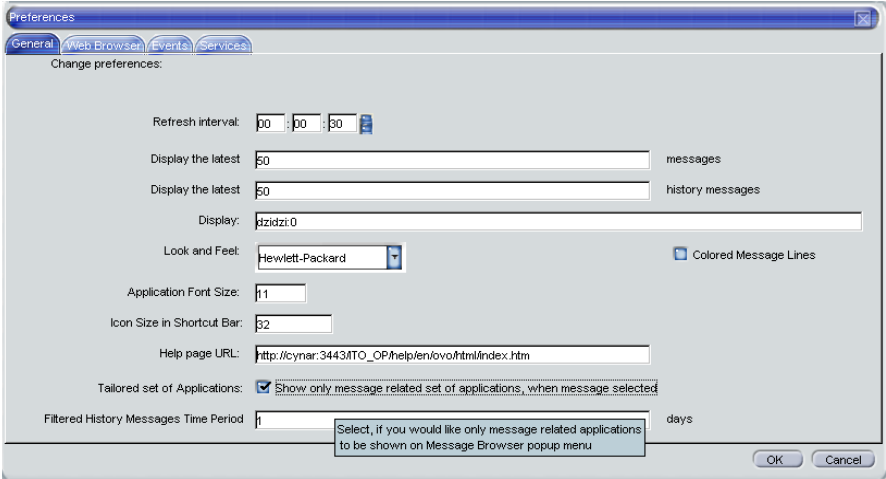 Preferences
General Web Browser Events Services
Change preferences:
Refresh interval: 00 : 00 : 30
Display the latest 50 messages
Display the latest 50 history messages
Display: dzidzi:0
Look and Feel: Hewlett-Packard Colored Message Lines
Application Font Size: 11
Icon Size in Shortcut Bar: 32
Help page URL: http://cynar:3443/ITO_OP/help/en/ovo/html/index.htm
Tailored set of Applications: Show only message related set of applications, when message selected
Filtered History Messages Time Period 1 days
Select, if you would like only message related applications
to be shown on Message Browser popup menu
OK Cancel